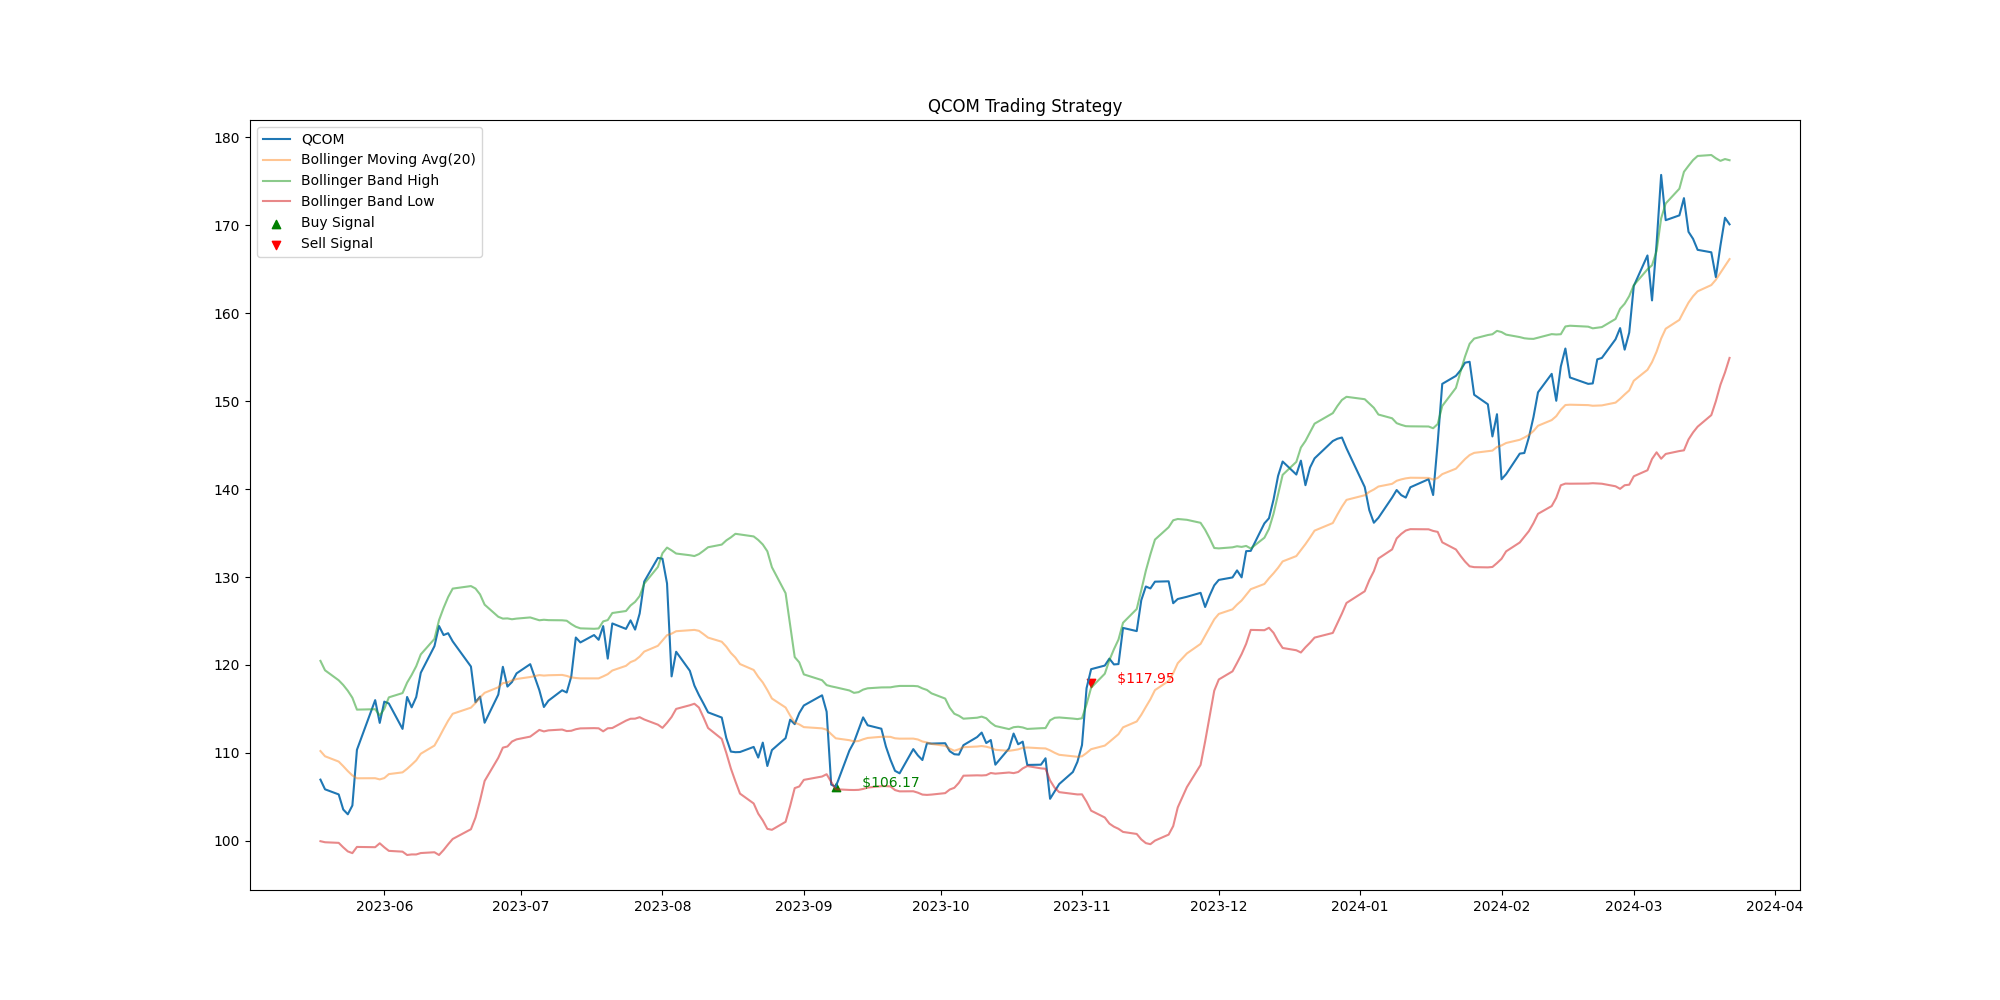 QCOM Trading Strategy
QCOM
Bollinger Moving Avg(20)
Bollinger Band High
Bollinger Band Low
Buy Signal
Sell Signal
180
170
160
150
140
130
120
110
100
$117.95
$106.17
2023-06 2023-07 2023-08 2023-09 2023-10 2023-11 2023-12 2024-01 2024-02 2024-03 2024-04